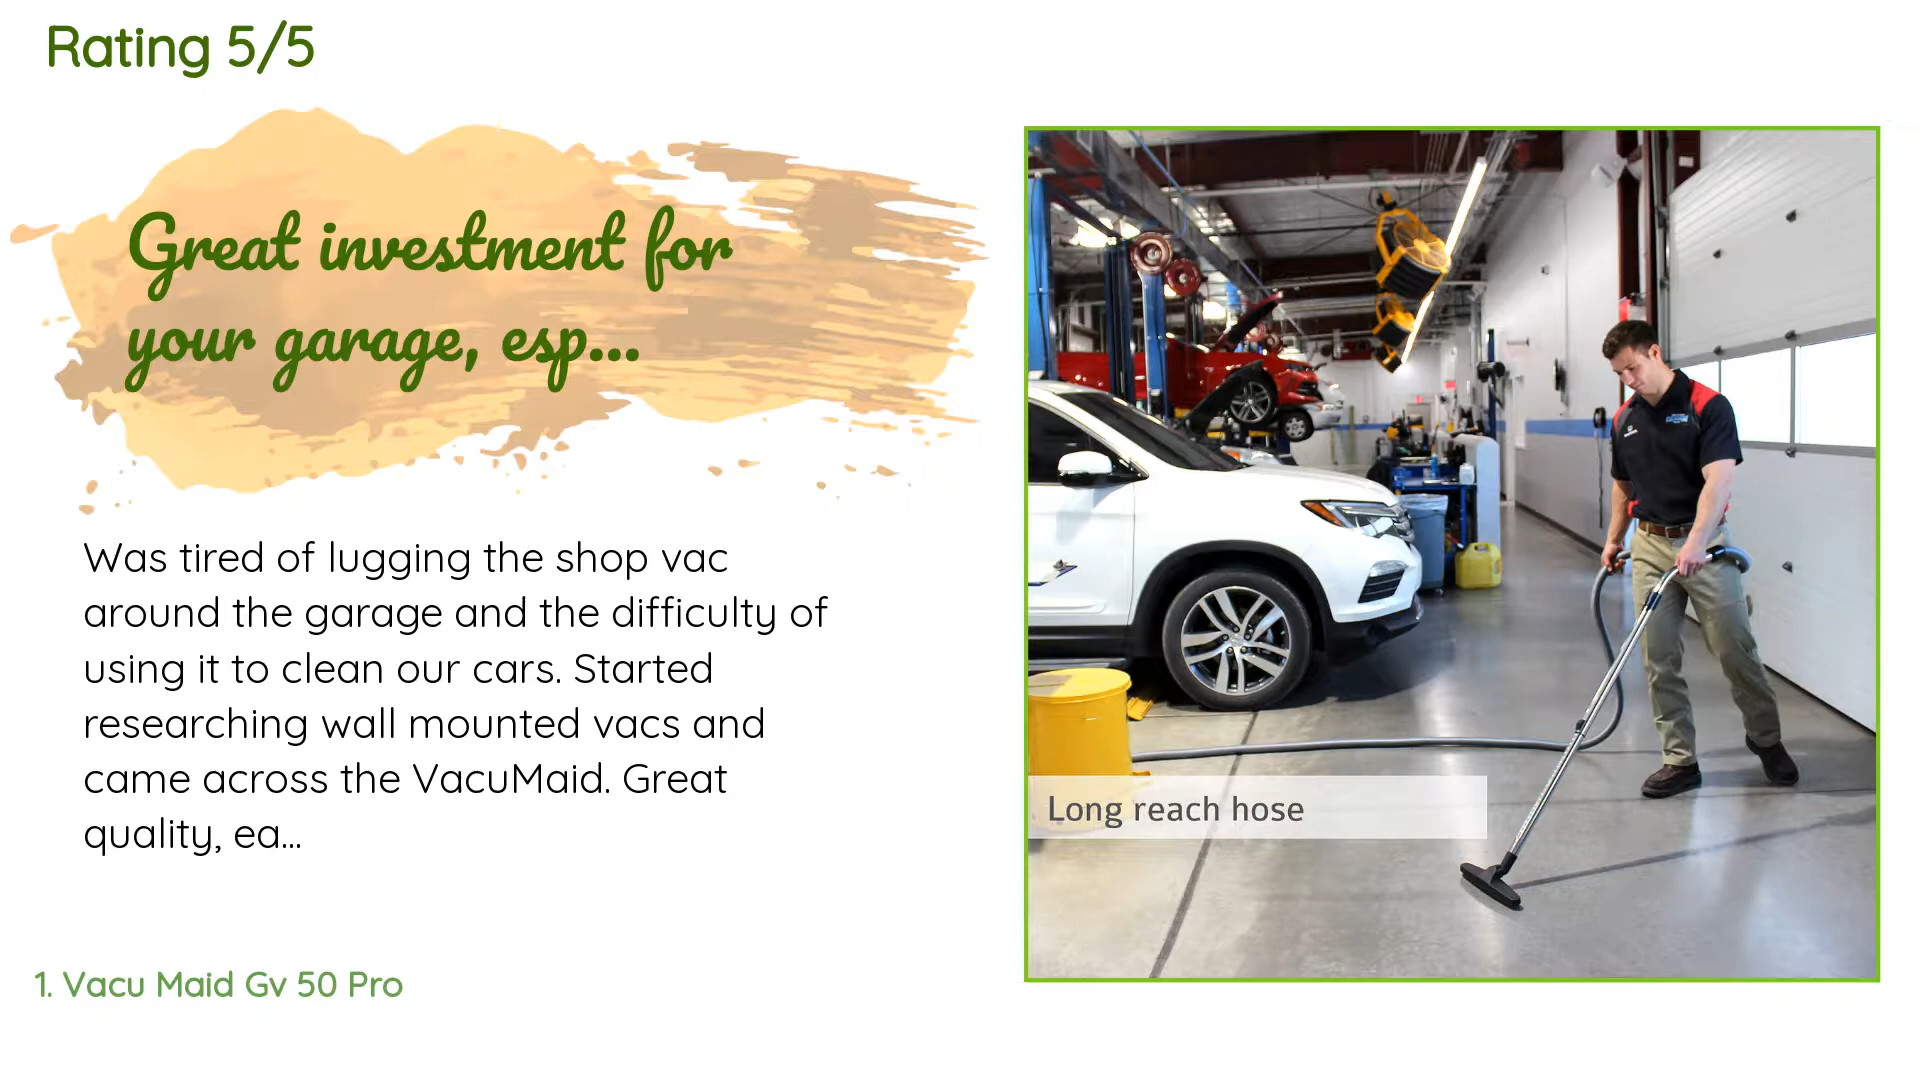 Rating 5/5
Great investment for
your garage, esp...
Was tired of lugging the shop vac
around the garage and the difficulty of
using it to clean our cars. Started
researching wall mounted vacs and
came across the VacuMaid. Great
quality, ea...
Long reach hose
1. Vacu Maid Gv 50 Pro